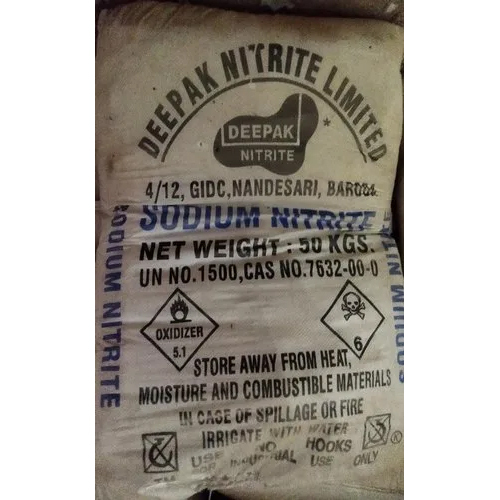 DEEPAK NITRITE LIMITED
DEEPAK
NITRITE
4/12, GIDC,NANDESARI, BARODA
SODIUM NITRITE
NET WEIGHT : 50 KGS.
UN NO.1500,CAS NO.7632-00-0
SODIUM NITRITE
SODIUM
OXIDIZER
5.1
6
STORE AWAY FROM HEAT,
MOISTURE AND COMBUSTIBLE MATERIALS
IN CASE OF SPILLAGE OR FIRE
IRRIGATE WITH WATER
USE NO HOOKS
FOR INDUSTRIAL USE ONLY
®